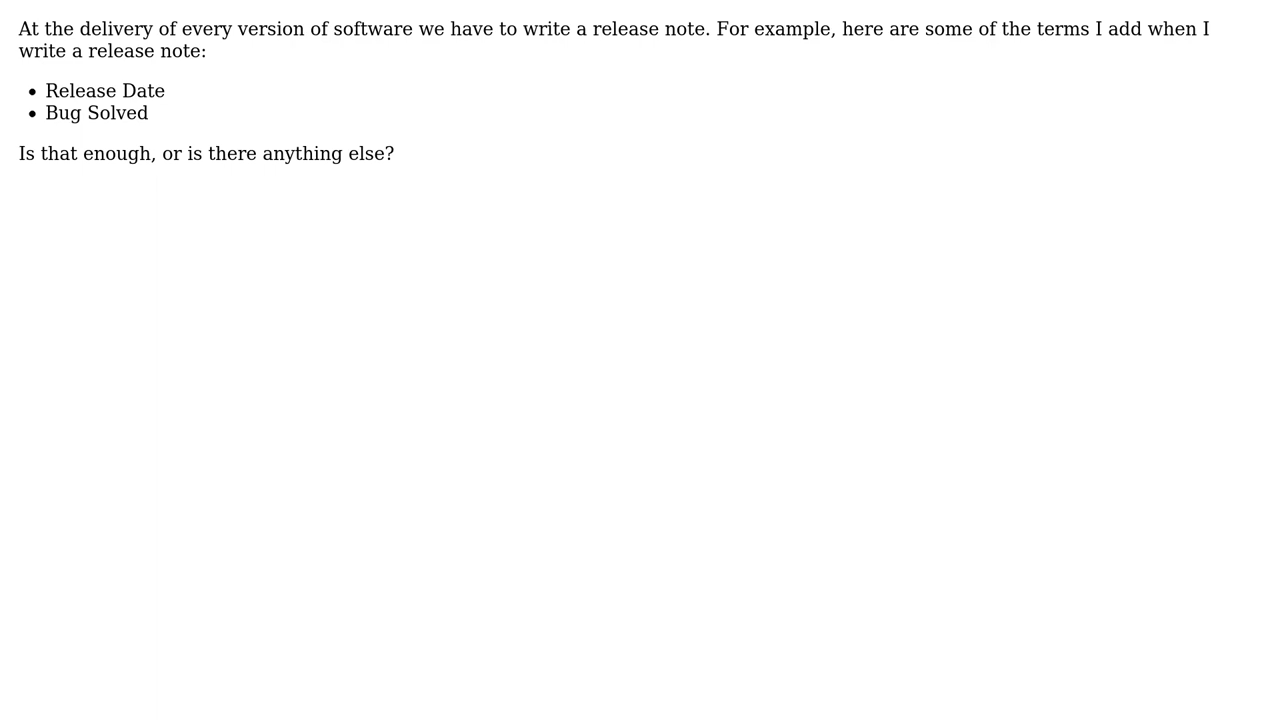 At the delivery of every version of software we have to write a release note. For example, here are some of the terms I add when I
write a release note:
• Release Date
• Bug Solved
Is that enough, or is there anything else?